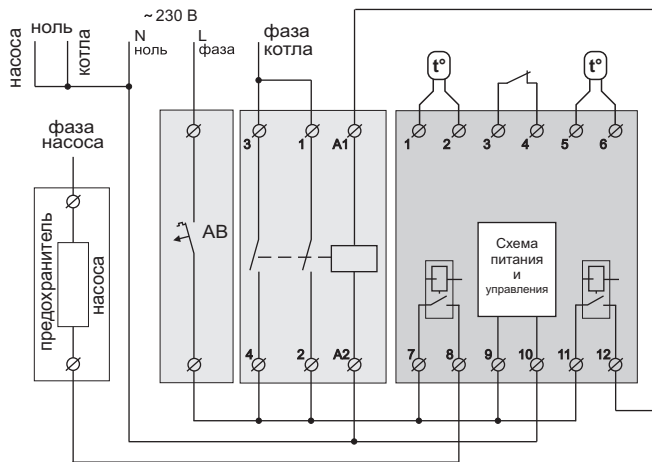 ~ 230 В
ноль
насоса
котла
N
ноль
L
фаза
фаза
котла
t°
t°
фаза
насоса
3
1
A1
1
2
3
4
5
6
предохранитель
насоса
АВ
Схема
питания
и
управления
4
2
A2
7
8
9
10
11
12